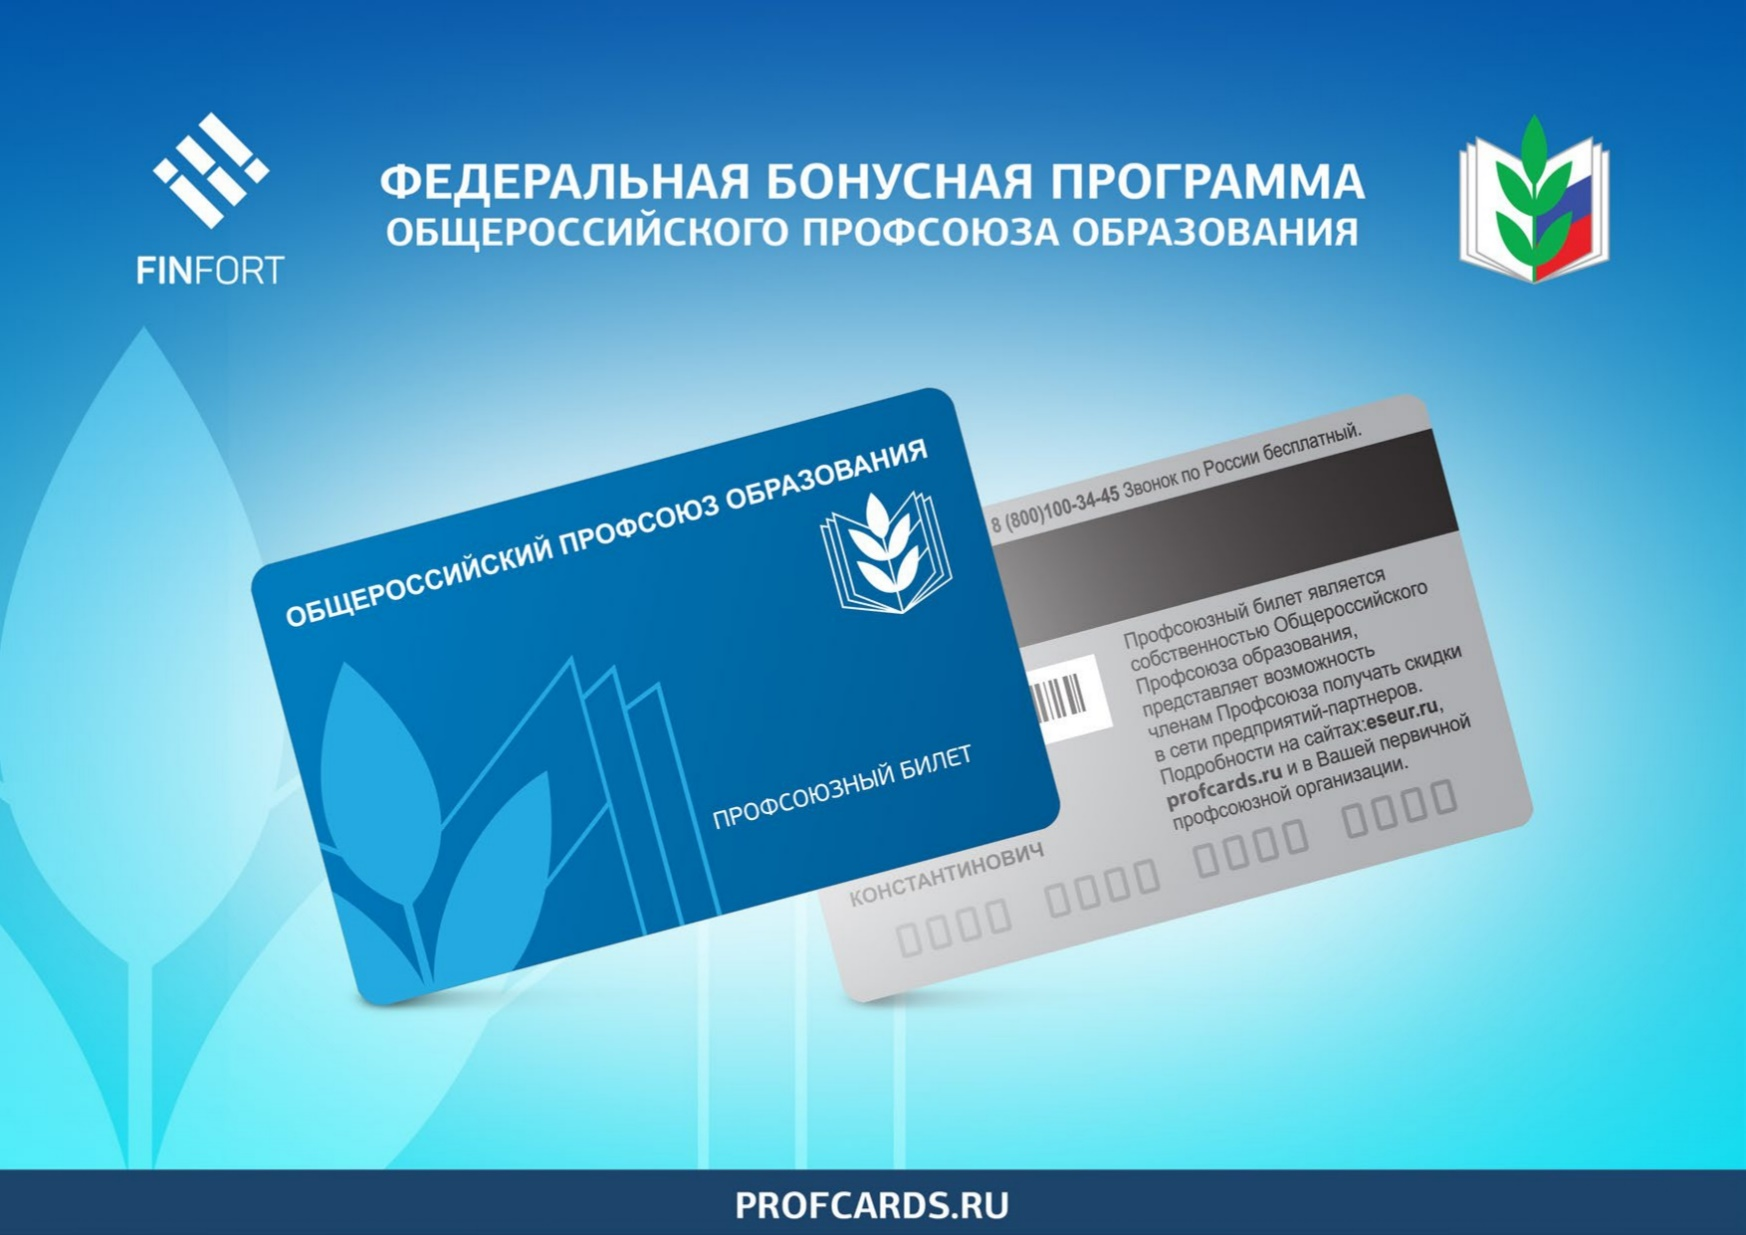 FINFORT
ФЕДЕРАЛЬНАЯ БОНУСНАЯ ПРОГРАММА
ОБЩЕРОССИЙСКОГО ПРОФСОЮЗА ОБРАЗОВАНИЯ
ОБЩЕРОССИЙСКИЙ ПРОФСОЮЗ ОБРАЗОВАНИЯ
ПРОФСОЮЗНЫЙ БИЛЕТ
8 (800)100-34-45 Звонок по России бесплатный.
Профсоюзный билет является
собственностью Общероссийского
Профсоюза образования,
представляет возможность
членам Профсоюза получать скидки
в сети предприятий-партнеров.
Подробности на сайтах:eseur.ru,
profcards.ru и в Вашей первичной
профсоюзной организации.
КОНСТАНТИНОВИЧ
0000 0000 0000 0000
PROFCARDS.RU